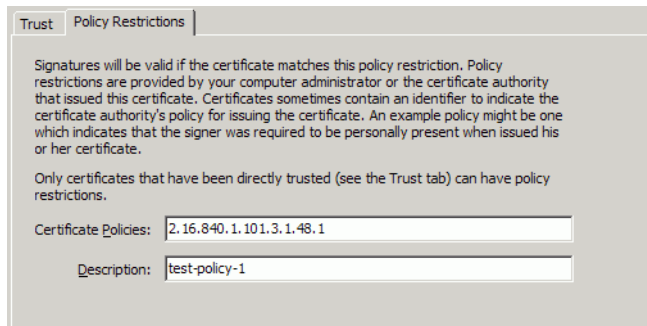 Trust Policy Restrictions
Signatures will be valid if the certificate matches this policy restriction. Policy
restrictions are provided by your computer administrator or the certificate authority
that issued this certificate. Certificates sometimes contain an identifier to indicate the
certificate authority's policy for issuing the certificate. An example policy might be one
which indicates that the signer was required to be personally present when issued his
or her certificate.
Only certificates that have been directly trusted (see the Trust tab) can have policy
restrictions.
Certificate Policies: 2.16.840.1.101.3.1.48.1
Description: test-policy-1